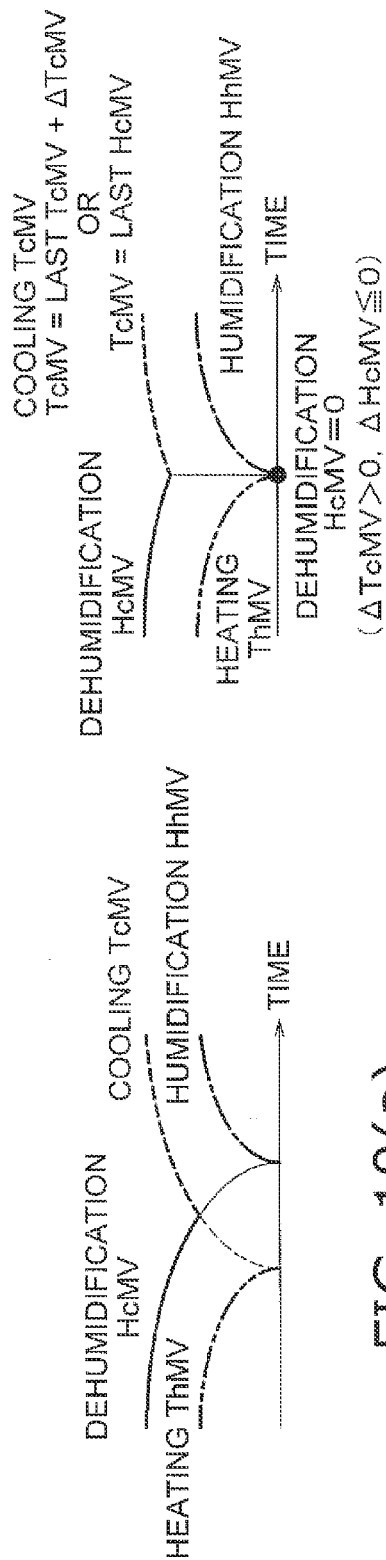 DEHUMIDIFICATION
HcMV
COOLING TcMV
HEATING ThMV
HUMIDIFICATION HhMV
TIME
COOLING TcMV
TcMV = LAST TcMV + ΔTcMV
OR
TcMV = LAST HcMV
DEHUMIDIFICATION
HcMV
HEATING
ThMV
HUMIDIFICATION HhMV
TIME
DEHUMIDIFICATION
HcMV=0
(ΔTcMV>0, ΔHcMV≦0)